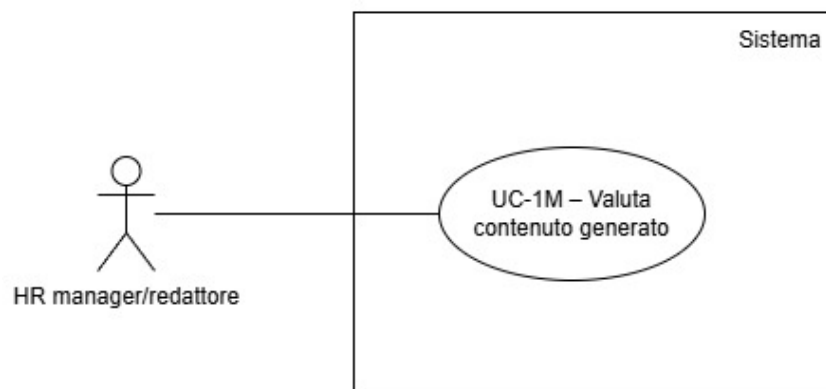 Sistema
UC-1M – Valuta
contenuto generato
HR manager/redattore